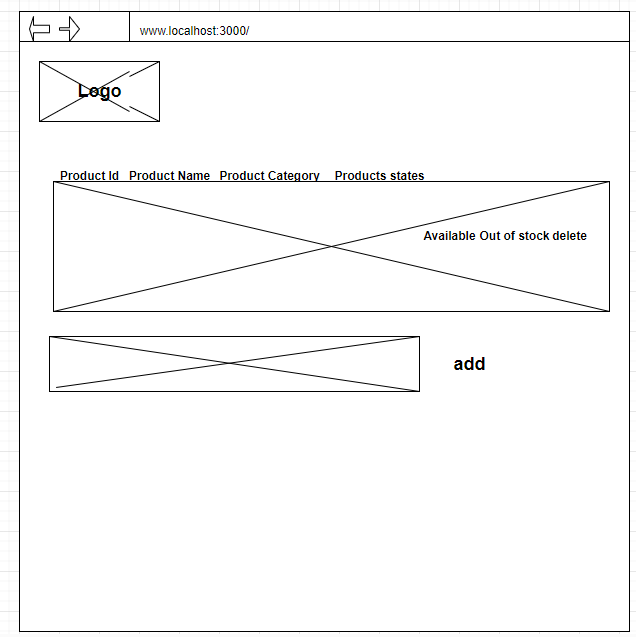 www.localhost:3000/
Logo
Product Id Product Name Product Category Products states
Available Out of stock delete
add